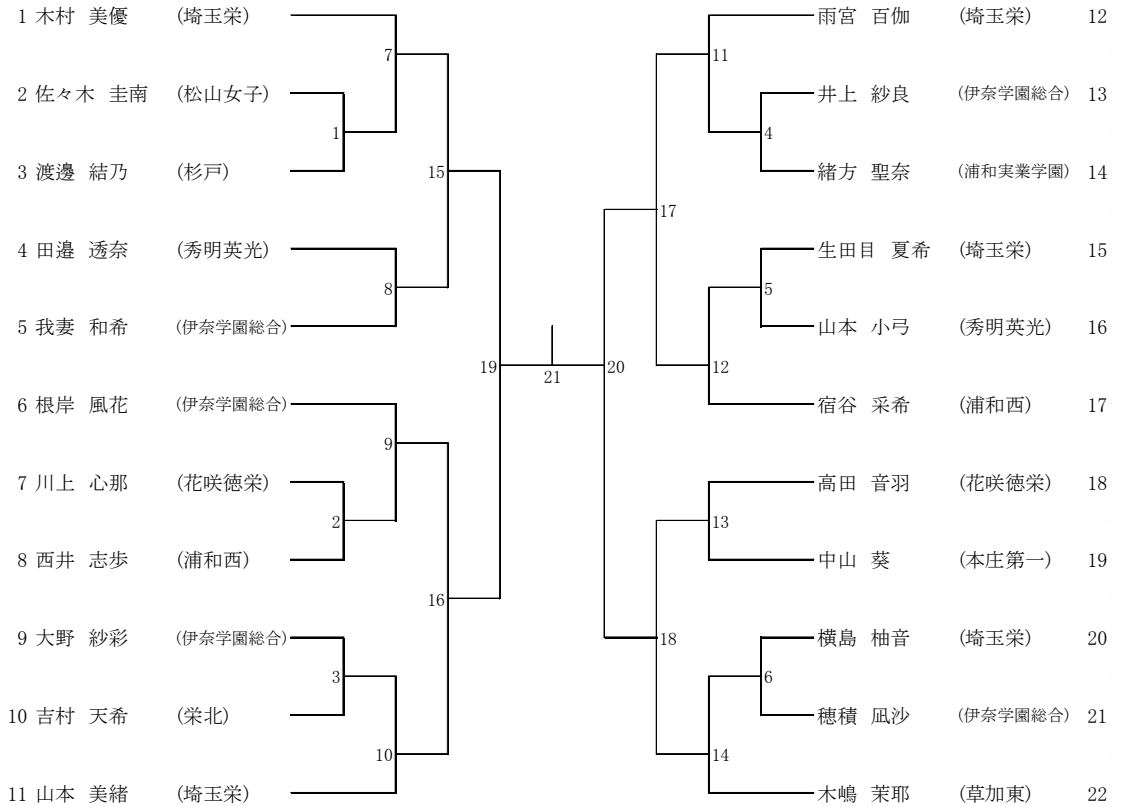 1 木村 美優 (埼玉栄)
2 佐々木 圭南 (松山女子)
3 渡邊 結乃 (杉戸)
4 田邉 透奈 (秀明英光)
5 我妻 和希 (伊奈学園総合)
6 根岸 風花 (伊奈学園総合)
7 川上 心那 (花咲徳栄)
8 西井 志歩 (浦和西)
9 大野 紗彩 (伊奈学園総合)
10 吉村 天希 (栄北)
11 山本 美緒 (埼玉栄)
7
1
15
8
19
9
2
16
3
10
21
20
11
4
17
5
12
13
18
6
14
雨宮 百伽 (埼玉栄) 12
井上 紗良 (伊奈学園総合) 13
緒方 聖奈 (浦和実業学園) 14
生田目 夏希 (埼玉栄) 15
山本 小弓 (秀明英光) 16
宿谷 采希 (浦和西) 17
高田 音羽 (花咲徳栄) 18
中山 葵 (本庄第一) 19
横島 柚音 (埼玉栄) 20
穂積 凪沙 (伊奈学園総合) 21
木嶋 茉耶 (草加東) 22